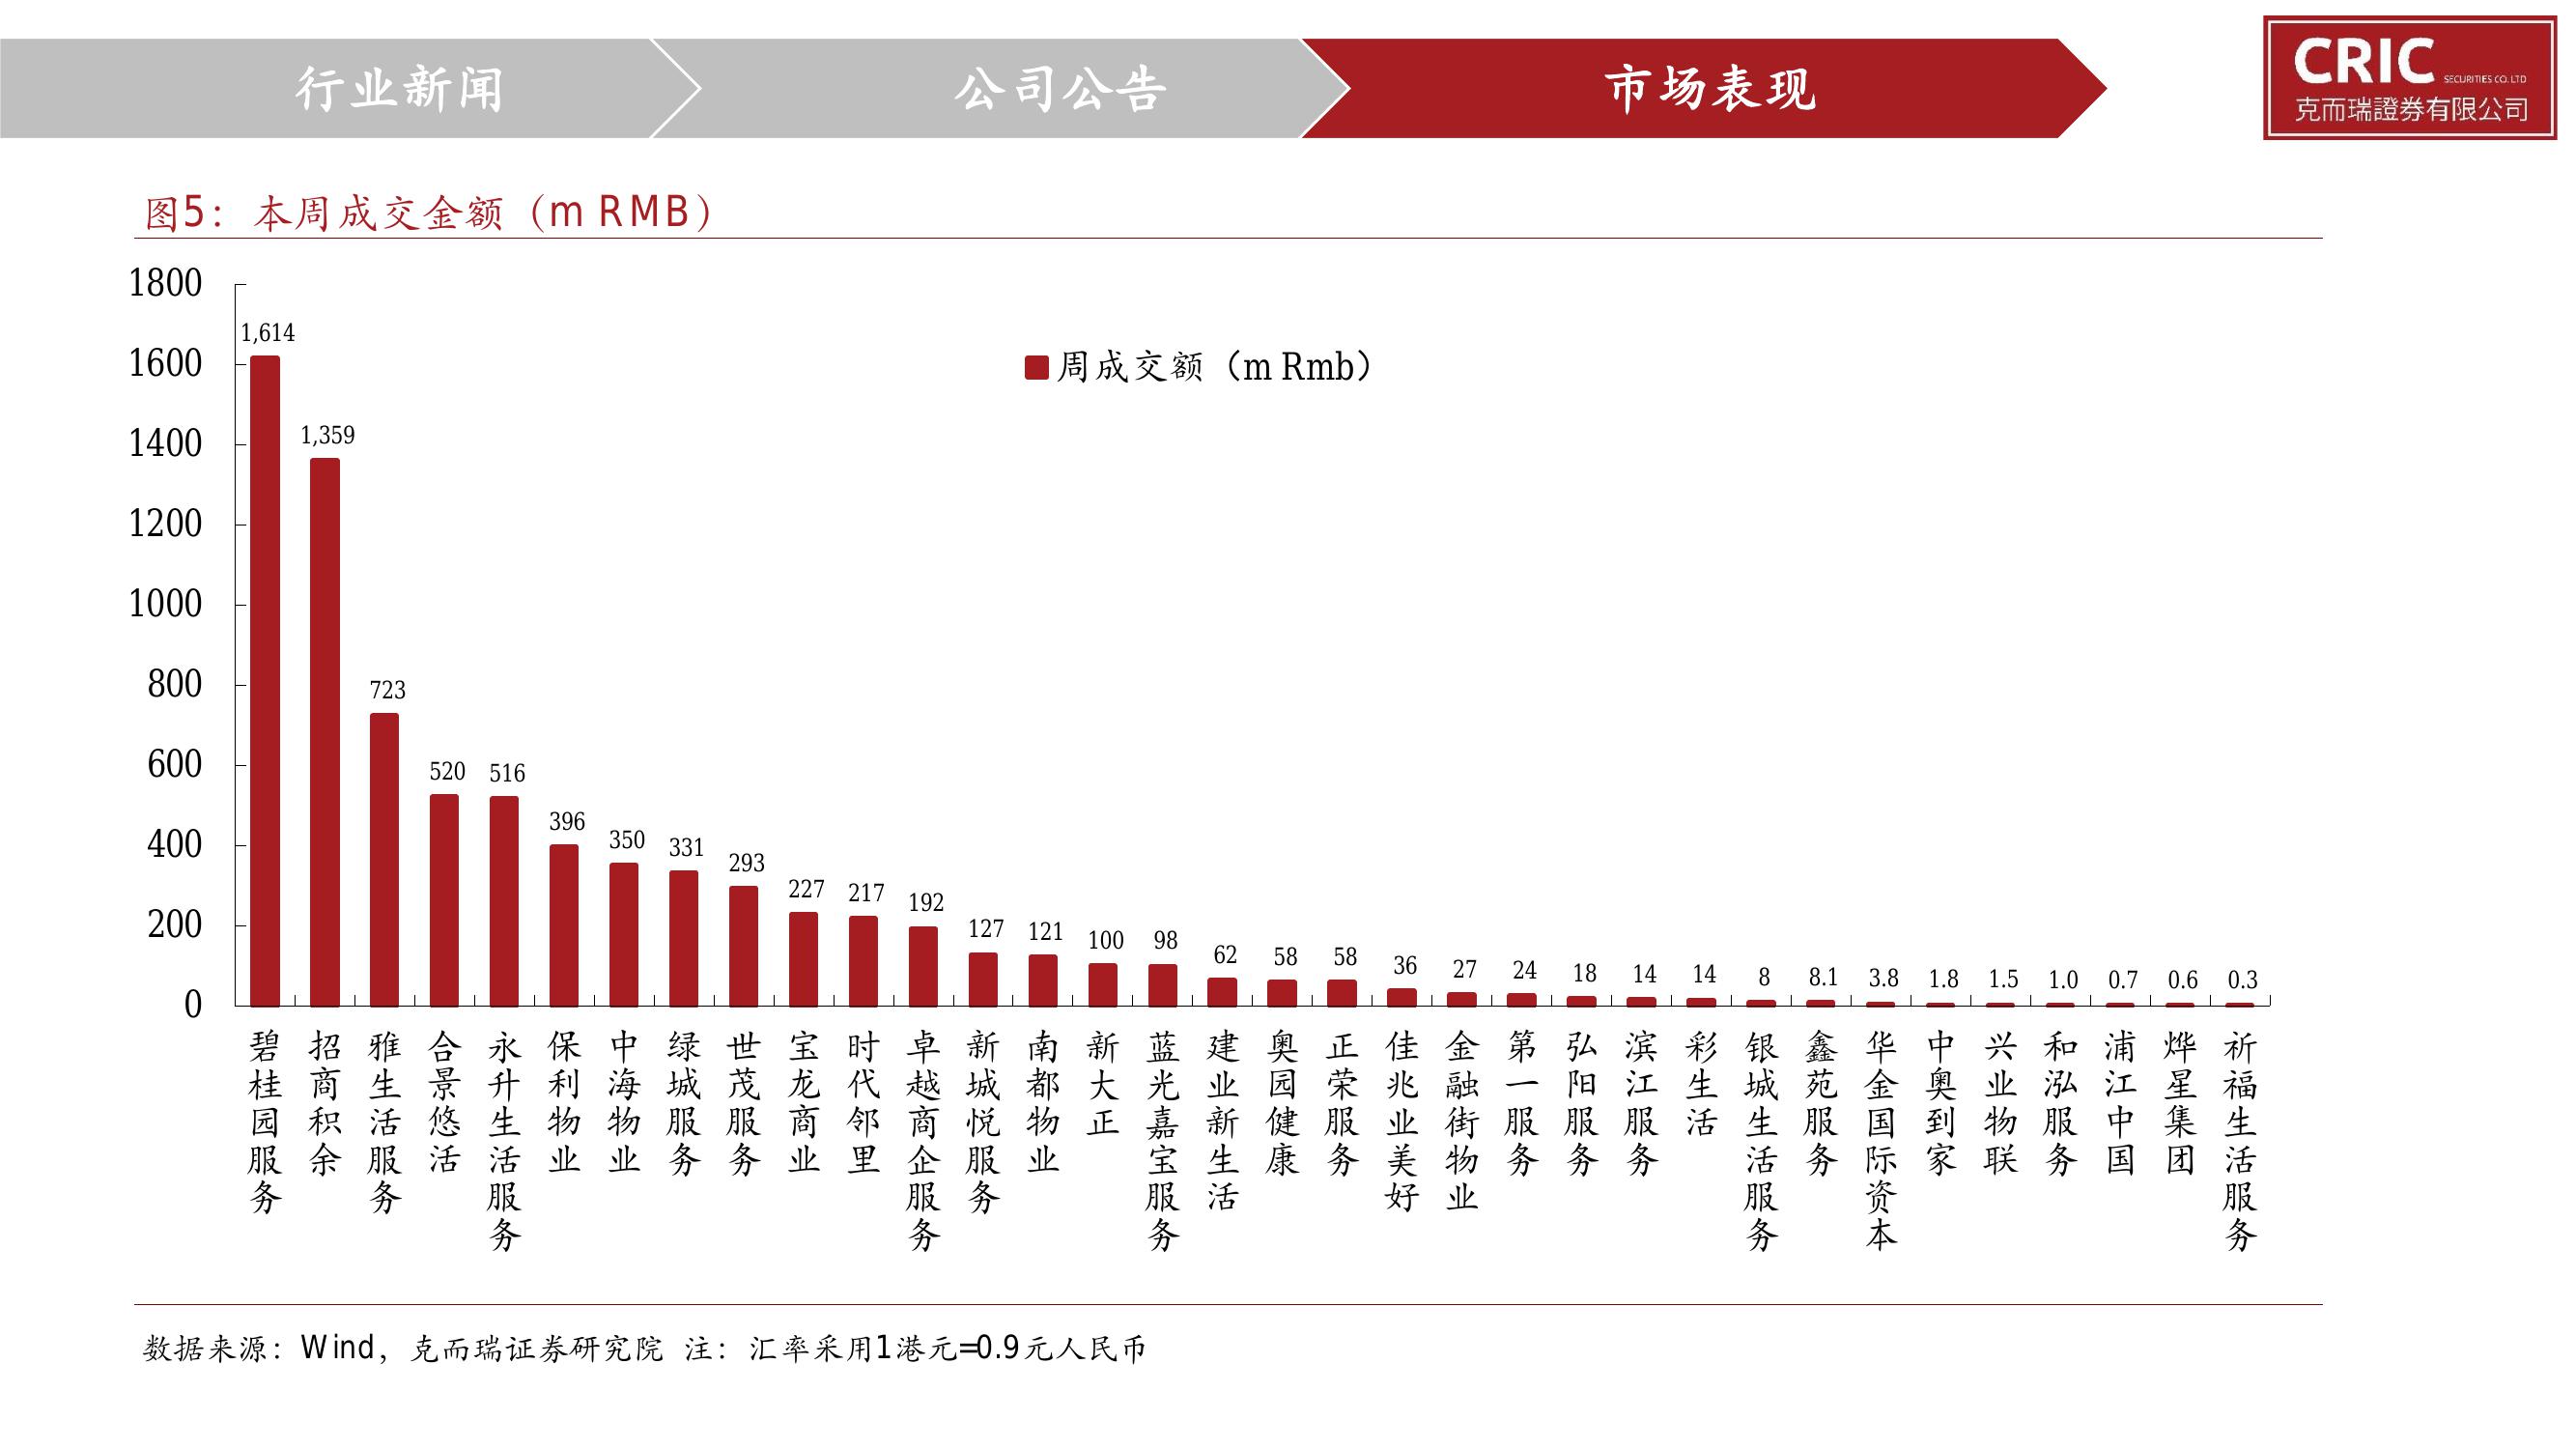 行业新闻
公司公告
市场表现
CRIC SECURITIES CO. LTD
克而瑞證券有限公司
图5：本周成交金额（m RMB）
周成交额（m Rmb）
1800
1600
1400
1200
1000
800
600
400
200
0
1,614
1,359
723
520
516
396
350
331
293
227
217
192
127
121
100
98
62
58
58
36
27
24
18
14
14
8
8.1
3.8
1.8
1.5
1.0
0.7
0.6
0.3
碧桂园服务
招商积余
雅生活服务
合景悠活
永升生活服务
保利物业
中海物业
绿城服务
世茂服务
宝龙商业
时代邻里
卓越商企服务
新城悦服务
南都物业
新大正
蓝光嘉宝服务
建业新生活
奥园健康
正荣服务
佳兆业美好
金融街物业
第一服务
弘阳服务
滨江服务
彩生活
银城生活服务
鑫苑服务
华金国际资本
中奥到家
兴业物联
和泓服务
浦江中国
烨星集团
祈福生活服务
数据来源：Wind，克而瑞证券研究院 注：汇率采用1港元=0.9元人民币